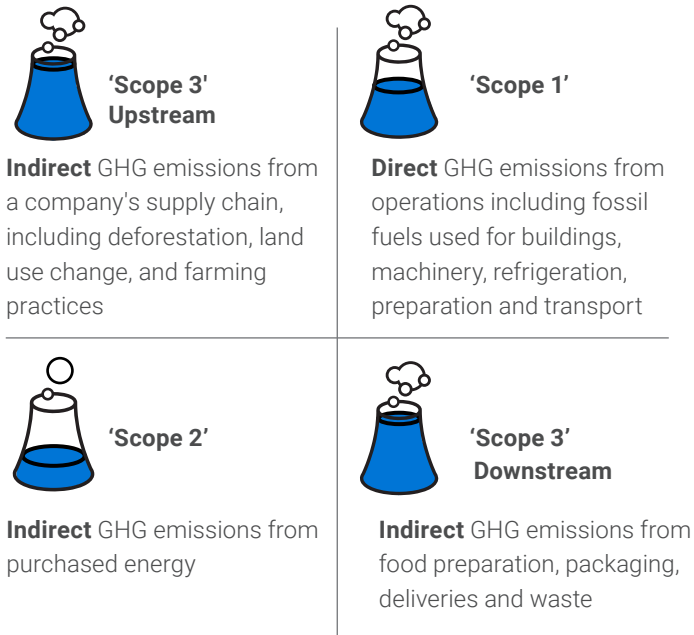 ‘Scope 3'
Upstream
Indirect GHG emissions from
a company's supply chain,
including deforestation, land
use change, and farming
practices
‘Scope 1’
Direct GHG emissions from
operations including fossil
fuels used for buildings,
machinery, refrigeration,
preparation and transport
‘Scope 2’
Indirect GHG emissions from
purchased energy
‘Scope 3’
Downstream
Indirect GHG emissions from
food preparation, packaging,
deliveries and waste